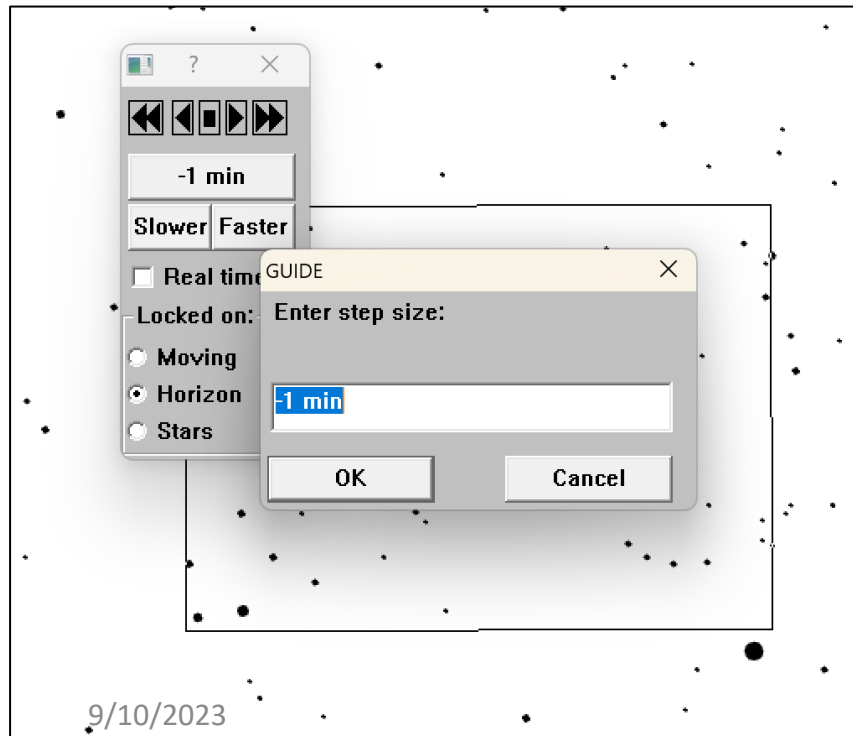 ?
-1 min
Slower Faster
Real time
Locked on:
Moving
Horizon
Stars
GUIDE
Enter step size:
-1 min
OK Cancel
9/10/2023